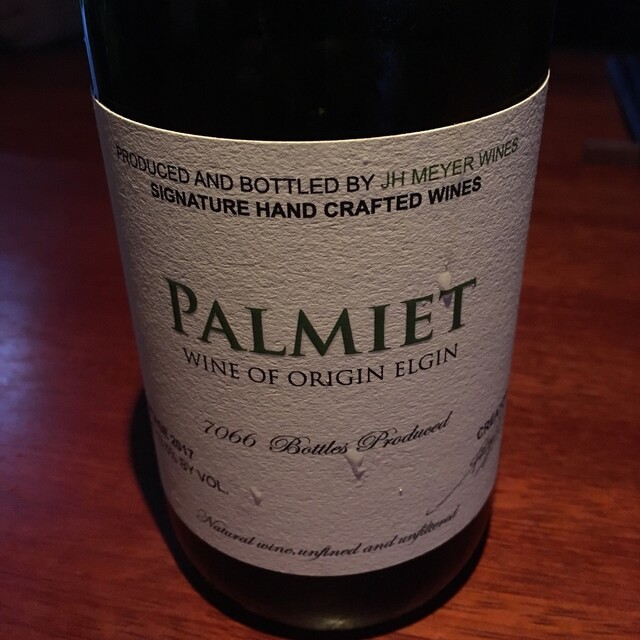 PRODUCED AND BOTTLED BY JH MEYER WINES
SIGNATURE HAND CRAFTED WINES
PALMIET
WINE OF ORIGIN ELGIN
7066 Bottles Produced
2017
BY VOL.
Natural wine, unfined and unfiltered